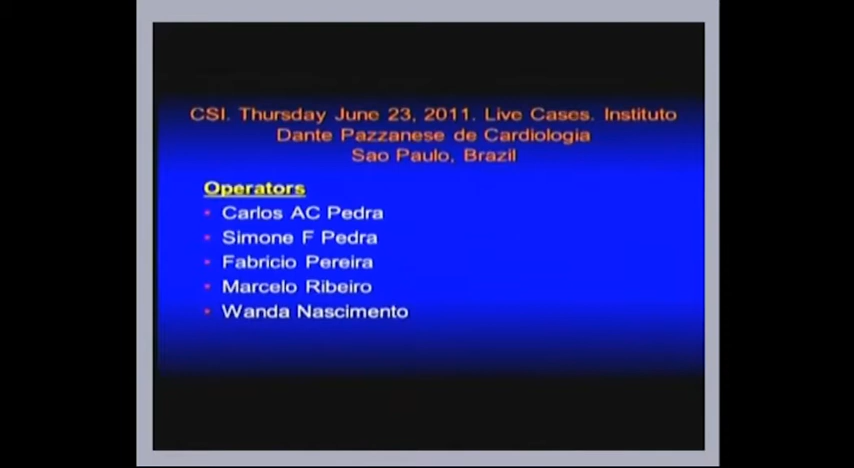 CSI. Thursday June 23, 2011. Live Cases. Instituto
Dante Pazzanese de Cardiologia
Sao Paulo, Brazil
Operators
Carlos AC Pedra
Simone F Pedra
Fabricio Pereira
Marcelo Ribeiro
Wanda Nascimento